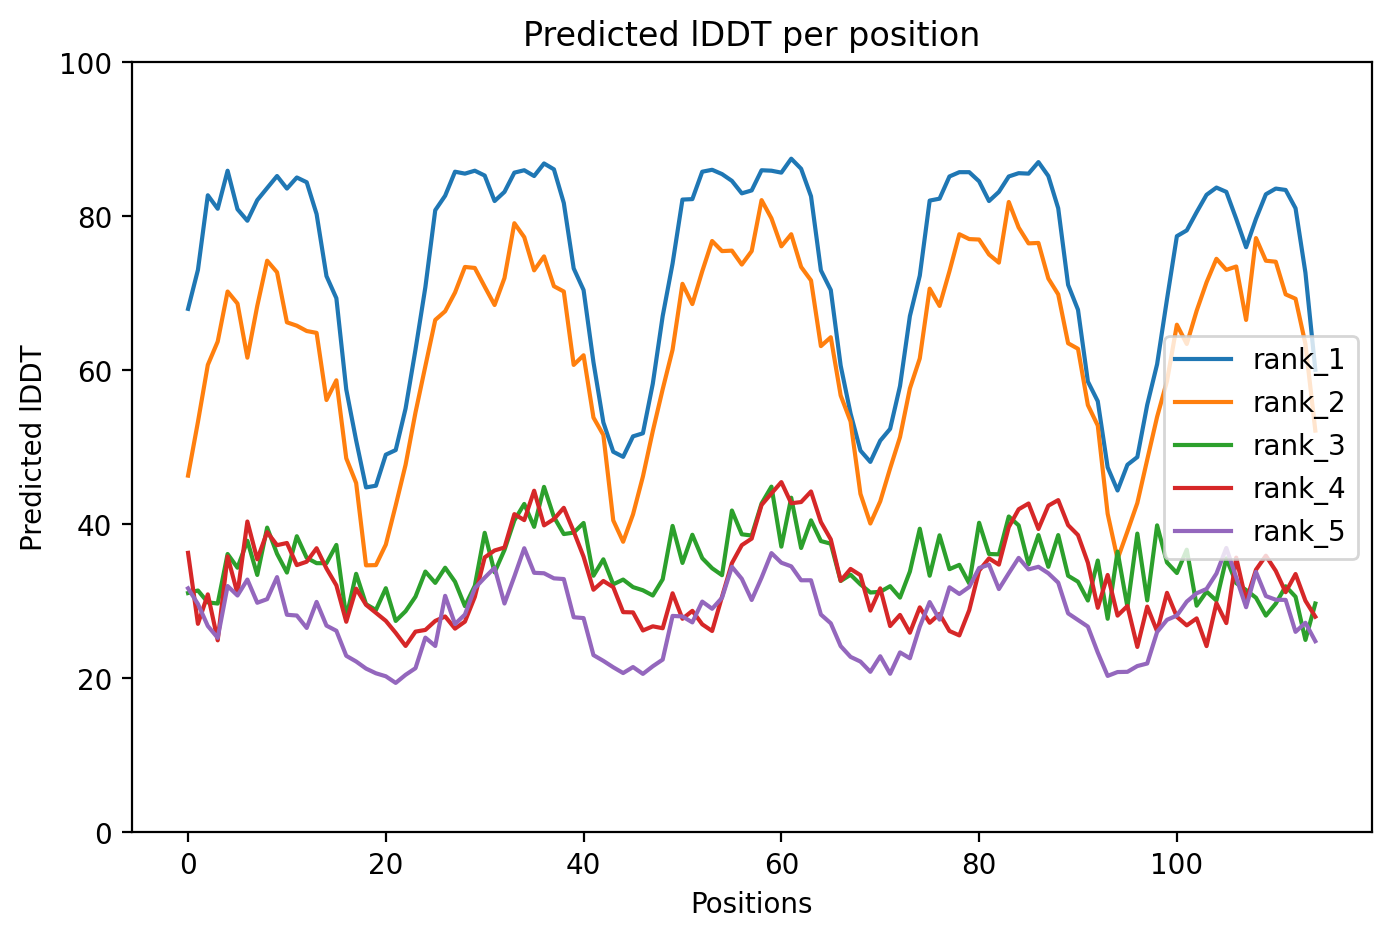 Predicted lDDT per position
100
80
60
40
20
0
Predicted lDDT
0 20 40 60 80 100
Positions
rank_1
rank_2
rank_3
rank_4
rank_5